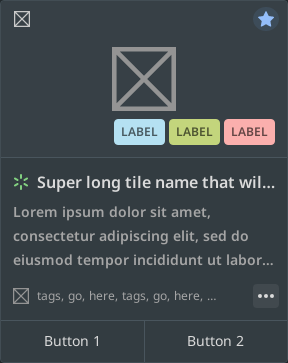 LABEL LABEL LABEL
Super long tile name that wil...
Lorem ipsum dolor sit amet,
consectetur adipiscing elit, sed do
eiusmod tempor incididunt ut labor...
tags, go, here, tags, go, here, ...
Button 1 Button 2